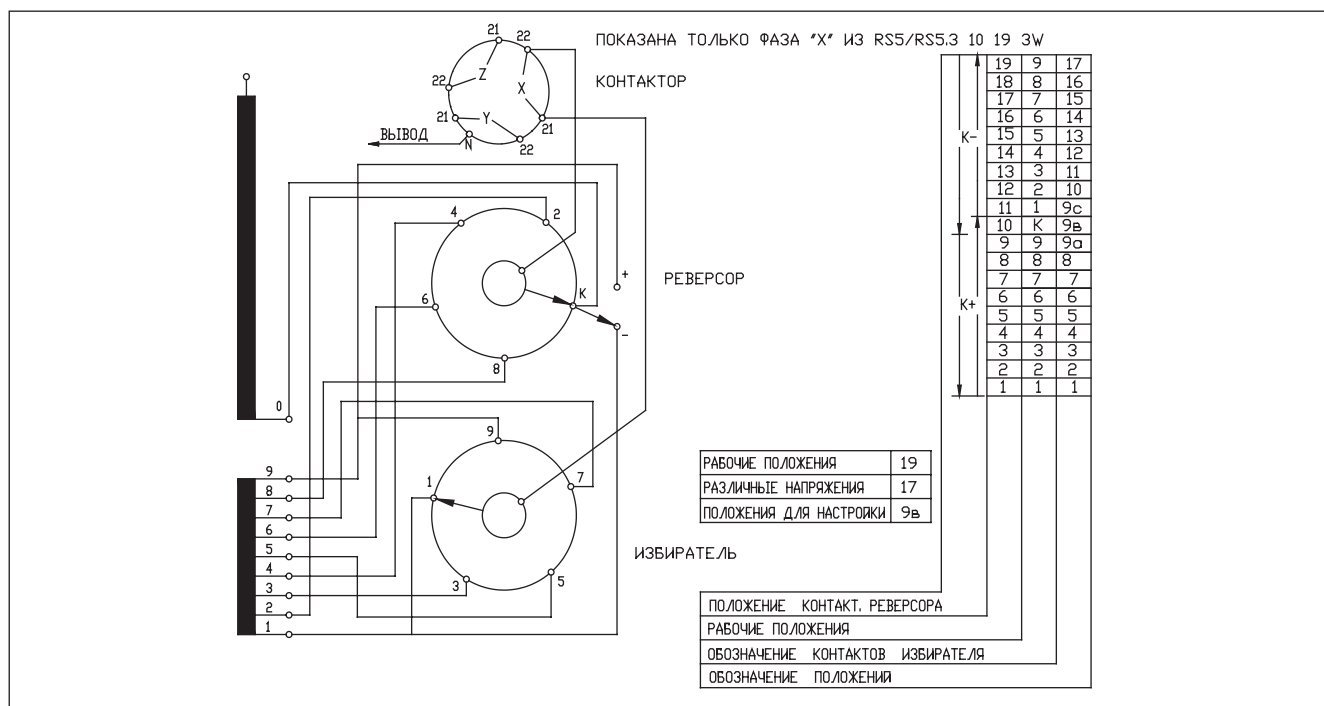 ПОКАЗАНА ТОЛЬКО ФАЗА "X" ИЗ RS5/RS5.3 10 19 3W
21
22
22
Z
X
КОНТАКТОР
21
Y
21
ВЫВОД
N
22
4
2
+
РЕВЕРСОР
K
6
-
8
0
9
1
7
ИЗБИРАТЕЛЬ
3
5
9
8
7
6
5
4
3
2
1
K-
K+
19 9 17
18 8 16
17 7 15
16 6 14
15 5 13
14 4 12
13 3 11
12 2 10
11 1 9с
10 K 9в
9 9 9а
8 8 8
7 7 7
6 6 6
5 5 5
4 4 4
3 3 3
2 2 2
1 1 1
РАБОЧИЕ ПОЛОЖЕНИЯ 19
РАЗЛИЧНЫЕ НАПРЯЖЕНИЯ 17
ПОЛОЖЕНИЯ ДЛЯ НАСТРОЙКИ 9в
ПОЛОЖЕНИЕ КОНТАКТ. РЕВЕРСОРА
РАБОЧИЕ ПОЛОЖЕНИЯ
ОБОЗНАЧЕНИЕ КОНТАКТОВ ИЗБИРАТЕЛЯ
ОБОЗНАЧЕНИЕ ПОЛОЖЕНИЙ